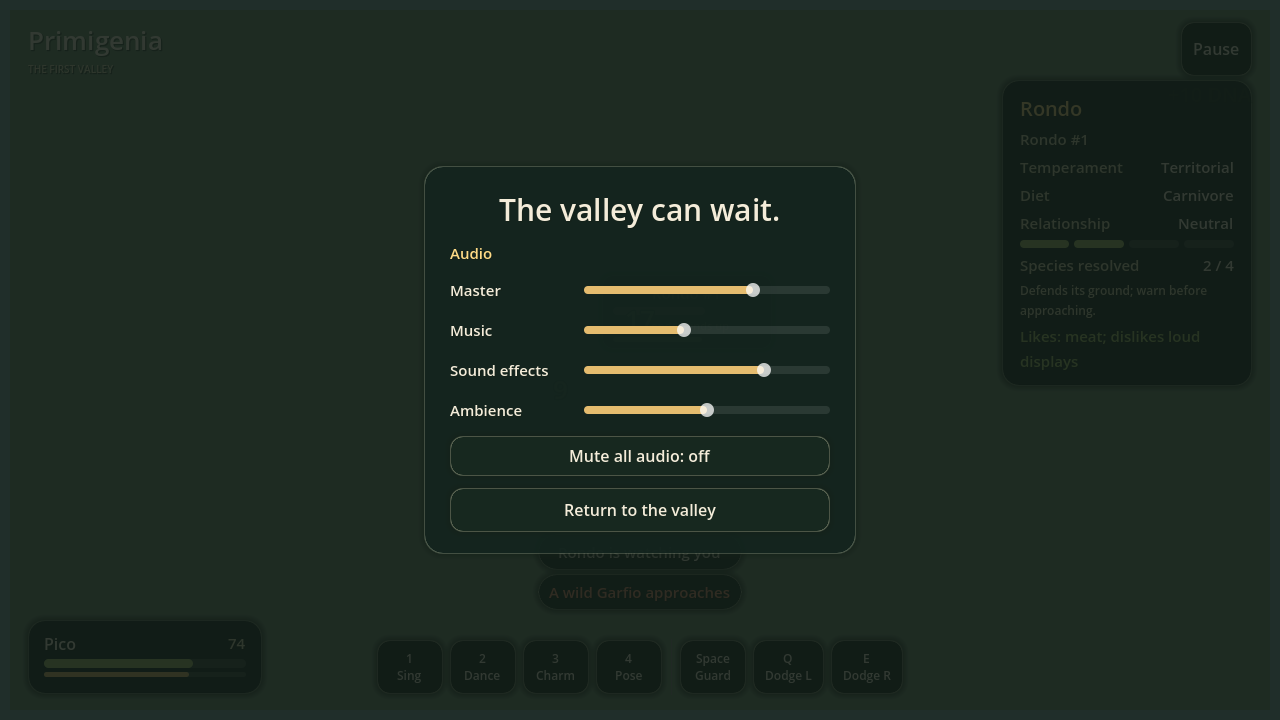 Primigenia
THE FIRST VALLEY
Pause
Rondo
Rondo #1
Temperament Territorial
Diet Carnivore
Relationship Neutral
Species resolved 2 / 4
Defends its ground; warn before
approaching.
Likes: meat; dislikes loud
displays
The valley can wait.
Audio
Master
Music
Sound effects
Ambience
Mute all audio: off
Return to the valley
Rondo is watching you
A wild Garfio approaches
Pico 74
1
Sing
2
Dance
3
Charm
4
Pose
Space
Guard
Q
Dodge L
E
Dodge R